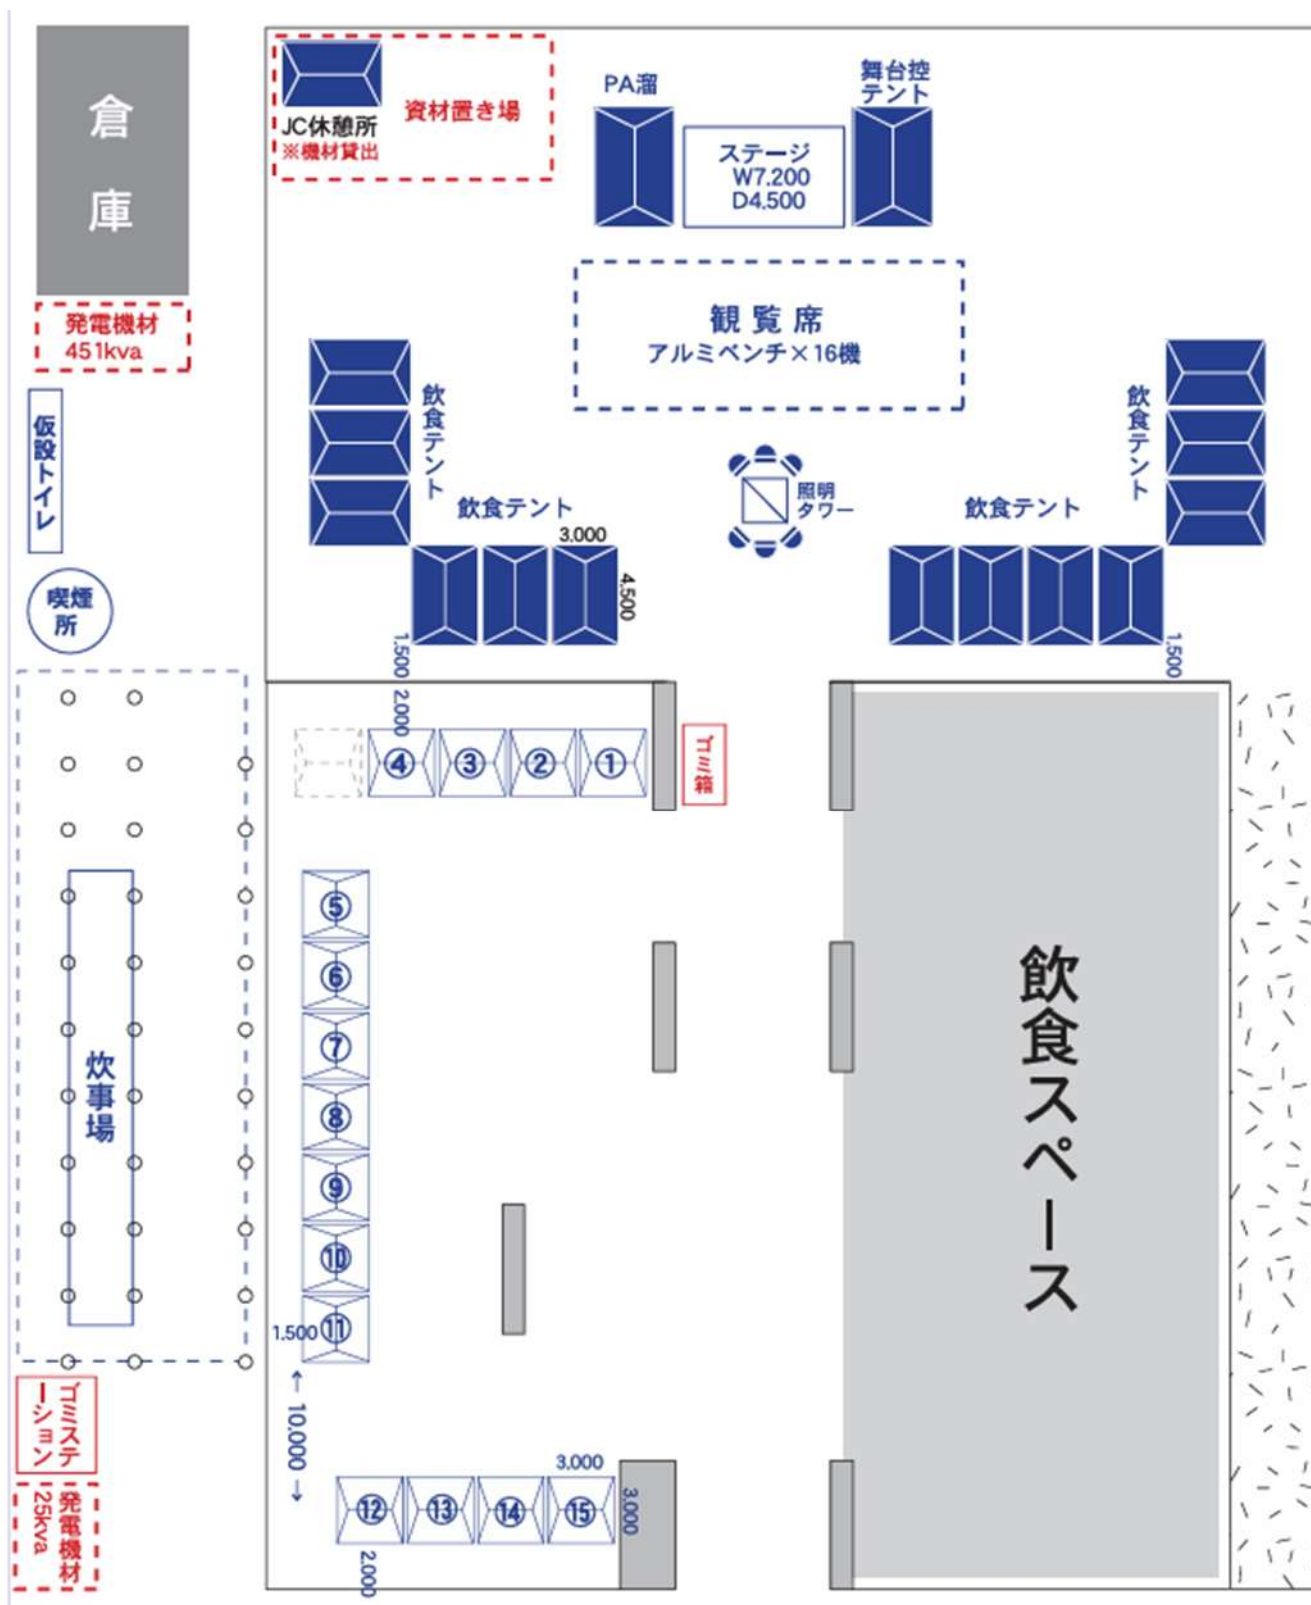 倉庫
JC休憩所
※機材貸出
資材置き場
PA溜
ステージ
W7.200
D4.500
舞台控
テント
発電機材
451kva
観覧席
アルミベンチ×16機
仮設トイレ
飲食テント
飲食テント
3.000
4.500
照明
タワー
飲食テント
飲食テント
喫煙
所
1.500
1.500
2.000
④
③
②
①
ゴミ箱
⑤
⑥
⑦
⑧
⑨
⑩
1.500
⑪
炊事場
飲食スペース
ゴミステ
ーション
10.000
発電機材
25kva
3.000
⑫
⑬
⑭
⑮
3.000
2.000